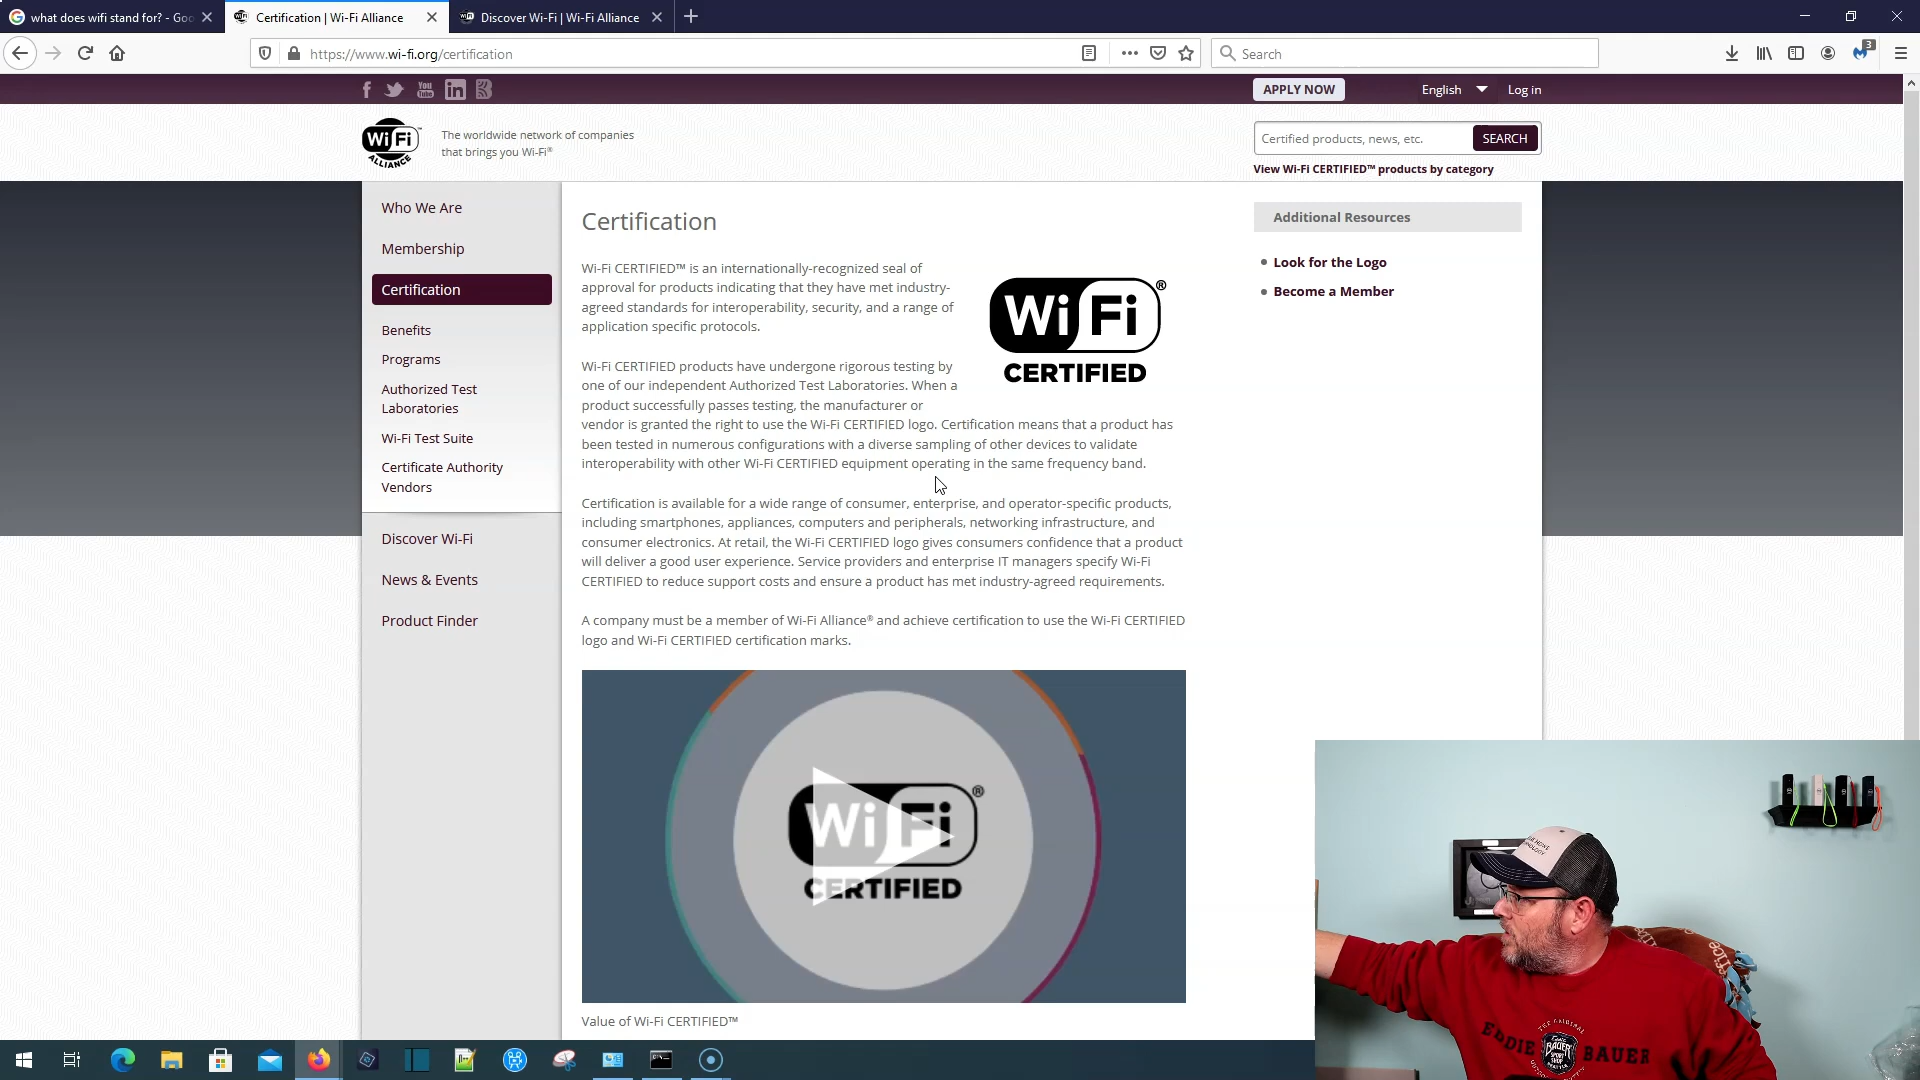 what does wifi stand for? - Goo
Certification | Wi-Fi Alliance
Discover Wi-Fi | Wi-Fi Alliance
https://www.wi-fi.org/certification
Search
3
f
You
Tube
in
APPLY NOW
English
Log in
Wi Fi
ALLIANCE
The worldwide network of companies
that brings you Wi-Fi®
Certified products, news, etc.
SEARCH
View Wi-Fi CERTIFIED™ products by category
Who We Are
Membership
Certification
Benefits
Programs
Authorized Test
Laboratories
Wi-Fi Test Suite
Certificate Authority
Vendors
Discover Wi-Fi
News & Events
Product Finder
Certification
Wi-Fi CERTIFIED™ is an internationally-recognized seal of
approval for products indicating that they have met industry-
agreed standards for interoperability, security, and a range of
application specific protocols.
Wi Fi®
CERTIFIED
Wi-Fi CERTIFIED products have undergone rigorous testing by
one of our independent Authorized Test Laboratories. When a
product successfully passes testing, the manufacturer or
vendor is granted the right to use the Wi-Fi CERTIFIED logo. Certification means that a product has
been tested in numerous configurations with a diverse sampling of other devices to validate
interoperability with other Wi-Fi CERTIFIED equipment operating in the same frequency band.
Certification is available for a wide range of consumer, enterprise, and operator-specific products,
including smartphones, appliances, computers and peripherals, networking infrastructure, and
consumer electronics. At retail, the Wi-Fi CERTIFIED logo gives consumers confidence that a product
will deliver a good user experience. Service providers and enterprise IT managers specify Wi-Fi
CERTIFIED to reduce support costs and ensure a product has met industry-agreed requirements.
A company must be a member of Wi-Fi Alliance® and achieve certification to use the Wi-Fi CERTIFIED
logo and Wi-Fi CERTIFIED certification marks.
Wi Fi®
CERTIFIED
Value of Wi-Fi CERTIFIED™
Additional Resources
Look for the Logo
Become a Member
THE ORIGINAL
EDDIE BAUER
Eddie
BAUER
SPORT
SHOP